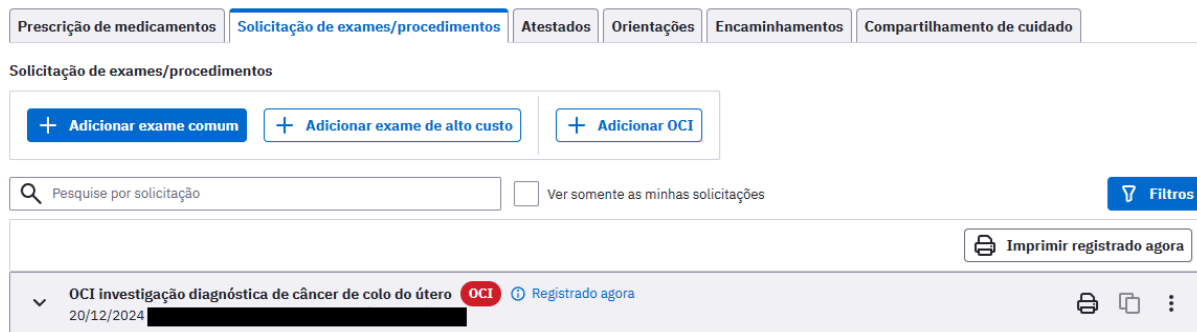 Prescrição de medicamentos Solicitação de exames/procedimentos Atestados Orientações Encaminhamentos Compartilhamento de cuidado
Solicitação de exames/procedimentos
Adicionar exame comum Adicionar exame de alto custo Adicionar OCI
Pesquise por solicitação Ver somente as minhas solicitações Filtros
Imprimir registrado agora
OCI investigação diagnóstica de câncer de colo do útero OCI Registrado agora
20/12/2024